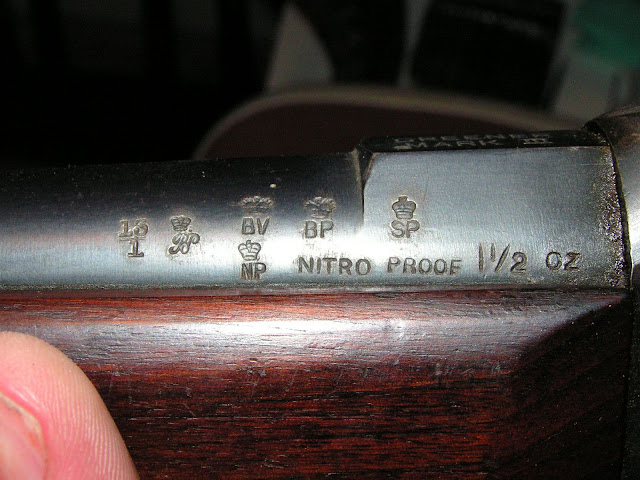 GREENER
MARK III
13
1
BV BP SP
NP NITRO PROOF 1 1/2 OZ